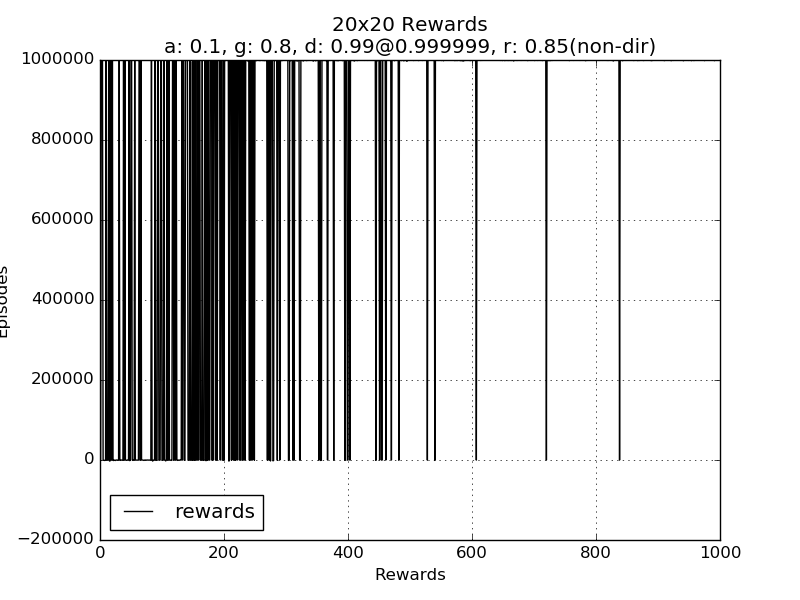 20x20 Rewards
a: 0.1, g: 0.8, d: 0.99@0.999999, r: 0.85(non-dir)
1000000
800000
600000
400000
200000
0
−200000
Episodes
rewards
0 200 400 600 800 1000
Rewards